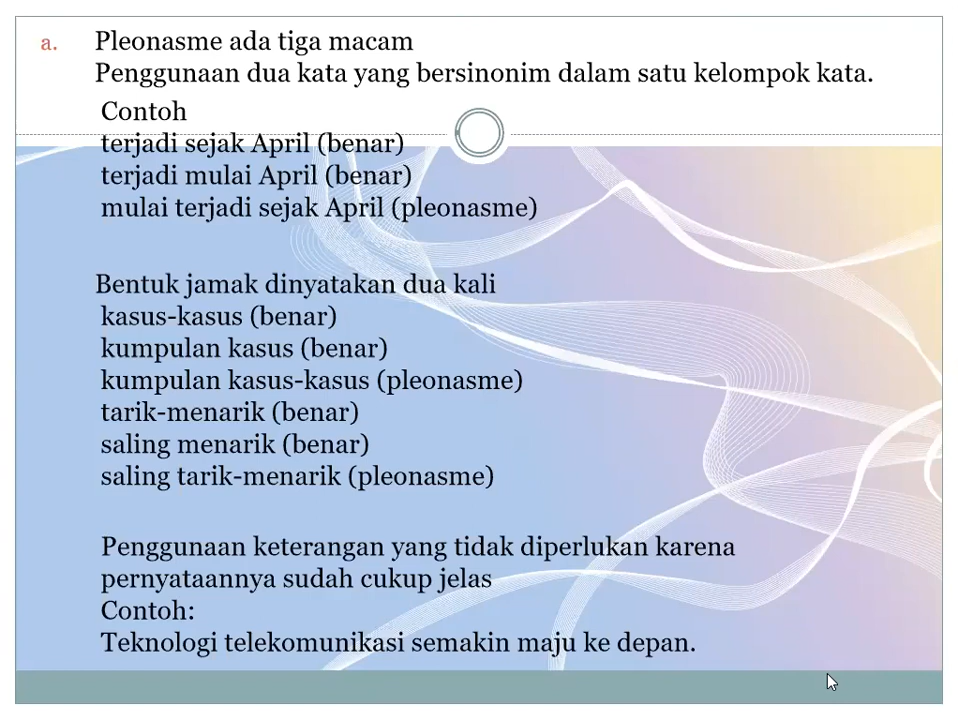 a. Pleonasme ada tiga macam
Penggunaan dua kata yang bersinonim dalam satu kelompok kata.
Contoh
terjadi sejak April (benar)
terjadi mulai April (benar)
mulai terjadi sejak April (pleonasme)
Bentuk jamak dinyatakan dua kali
kasus-kasus (benar)
kumpulan kasus (benar)
kumpulan kasus-kasus (pleonasme)
tarik-menarik (benar)
saling menarik (benar)
saling tarik-menarik (pleonasme)
Penggunaan keterangan yang tidak diperlukan karena
pernyataannya sudah cukup jelas
Contoh:
Teknologi telekomunikasi semakin maju ke depan.